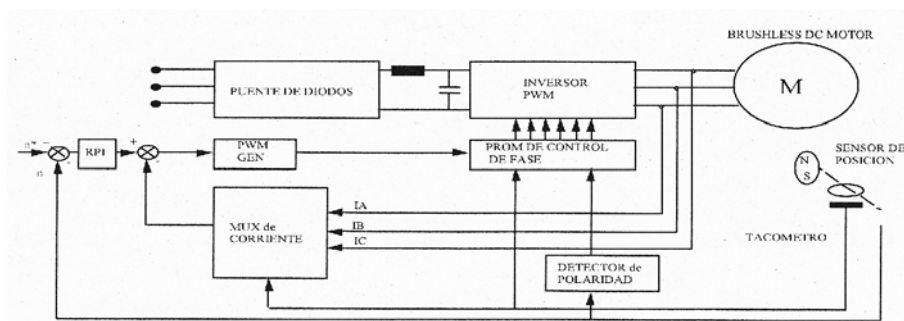 BRUSHLESS DC MOTOR
PUENTE DE DIODOS
INVERSOR
PWM
M
n*
+
RPI
-
PWM
GEN
PROM DE CONTROL
DE FASE
SENSOR DE
POSICION
N
S
n
IA
MUX de
CORRIENTE
IB
IC
TACOMETRO
DETECTOR de
POLARIDAD